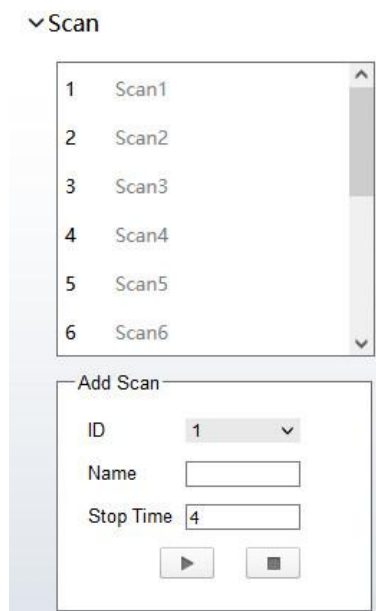 Scan
1 Scan1
2 Scan2
3 Scan3
4 Scan4
5 Scan5
6 Scan6
Add Scan
ID 1
Name
Stop Time 4